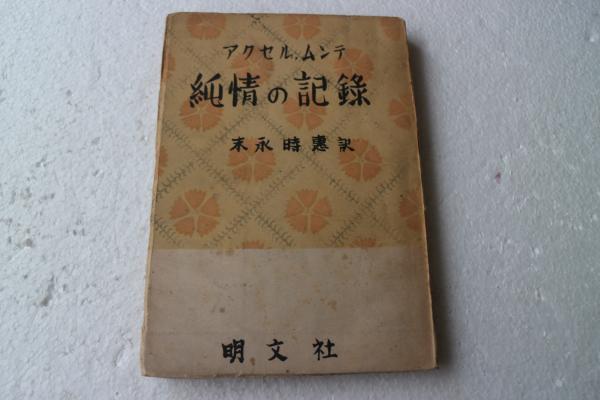 アクセル.ムンテ
純情の記錄
末永時惠訳
明文社